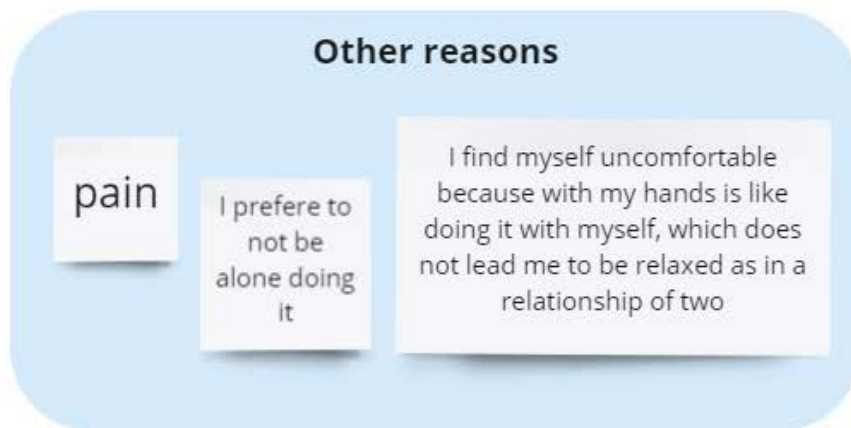 Other reasons
pain
I prefere to
not be
alone doing
it
I find myself uncomfortable
because with my hands is like
doing it with myself, which does
not lead me to be relaxed as in a
relationship of two